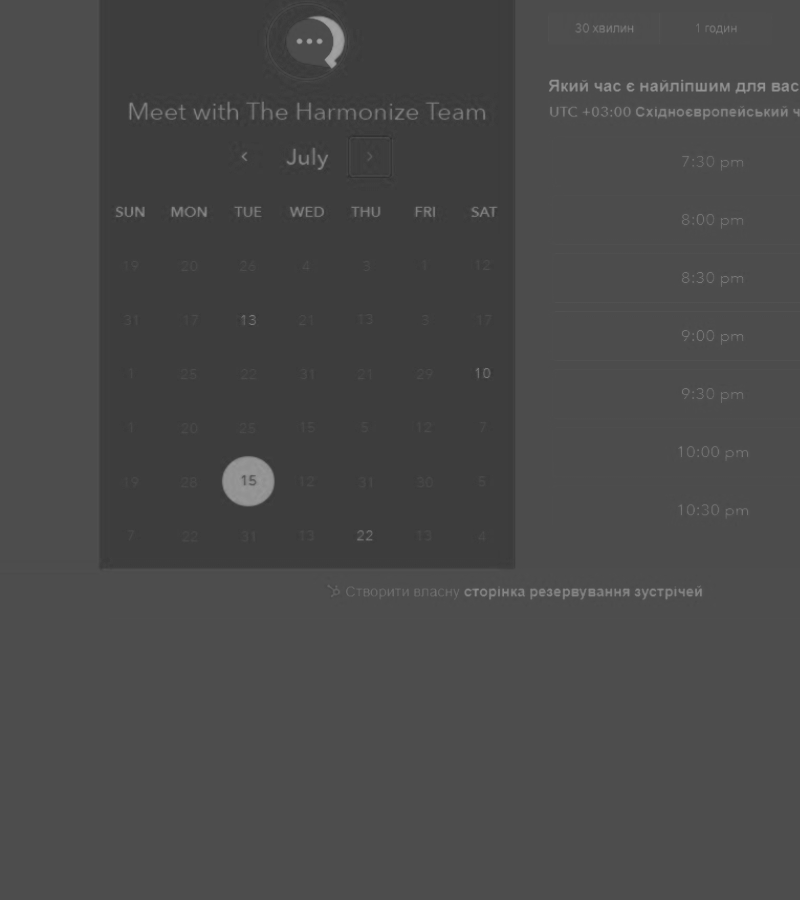 Meet with The Harmonize Team
July
SUN MON TUE WED THU FRI SAT
19 20 26 4 3 1 12
31 17 13 21 13 3 17
1 25 22 31 21 29 10
1 20 25 15 5 12 7
19 28 15 12 31 30 5
7 22 31 13 13 4
30 хвилин 1 годин
Який час є найліпшим для вас
UTC +03:00 Східноєвропейський ч
7:30 pm
8:00 pm
8:30 pm
9:00 pm
9:30 pm
10:00 pm
10:30 pm
Створити власну сторінка резервування зустрічей